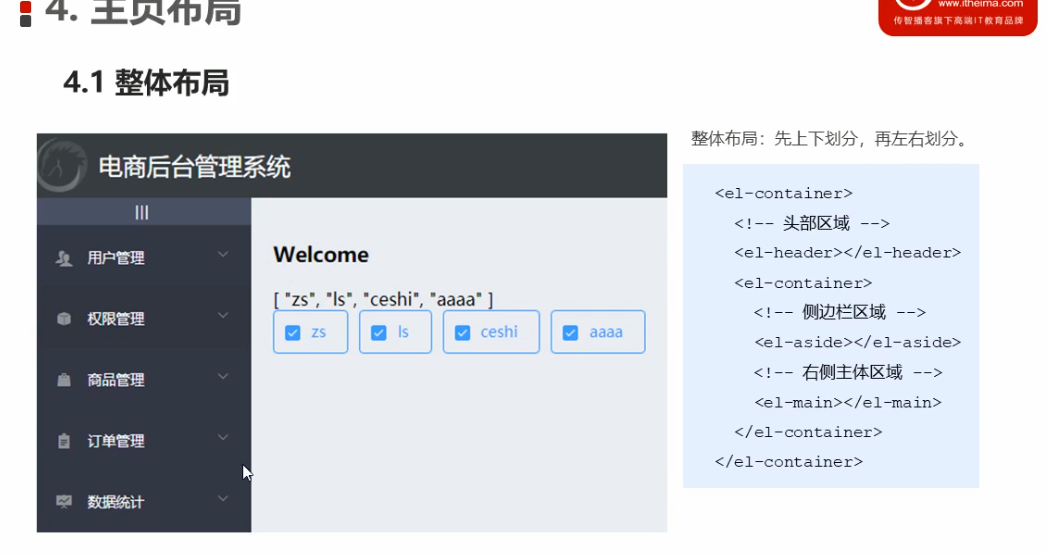 4. 主页布局
www.itheima.com
传智播客旗下高端IT教育品牌
4.1 整体布局
电商后台管理系统
|||
用户管理
权限管理
商品管理
订单管理
数据统计
Welcome
[ "zs", "ls", "ceshi", "aaaa" ]
zs ls ceshi aaaa
整体布局：先上下划分，再左右划分。
<el-container>
<!-- 头部区域 -->
<el-header></el-header>
<el-container>
<!-- 侧边栏区域 -->
<el-aside></el-aside>
<!-- 右侧主体区域 -->
<el-main></el-main>
</el-container>
</el-container>